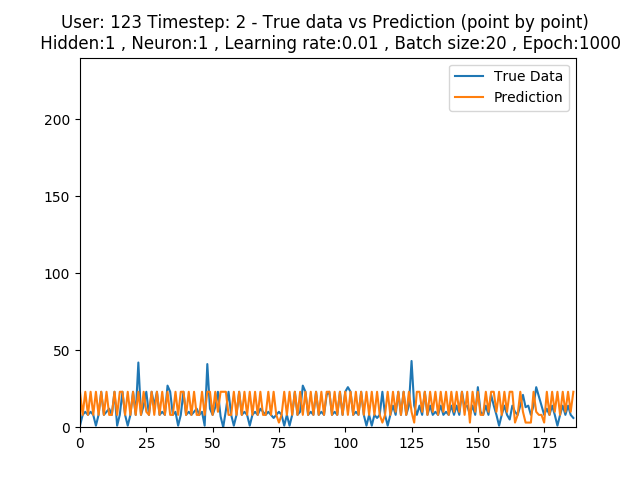 User: 123 Timestep: 2 - True data vs Prediction (point by point)
Hidden:1 , Neuron:1 , Learning rate:0.01 , Batch size:20 , Epoch:1000
True Data
Prediction
200
150
100
50
0
0 25 50 75 100 125 150 175